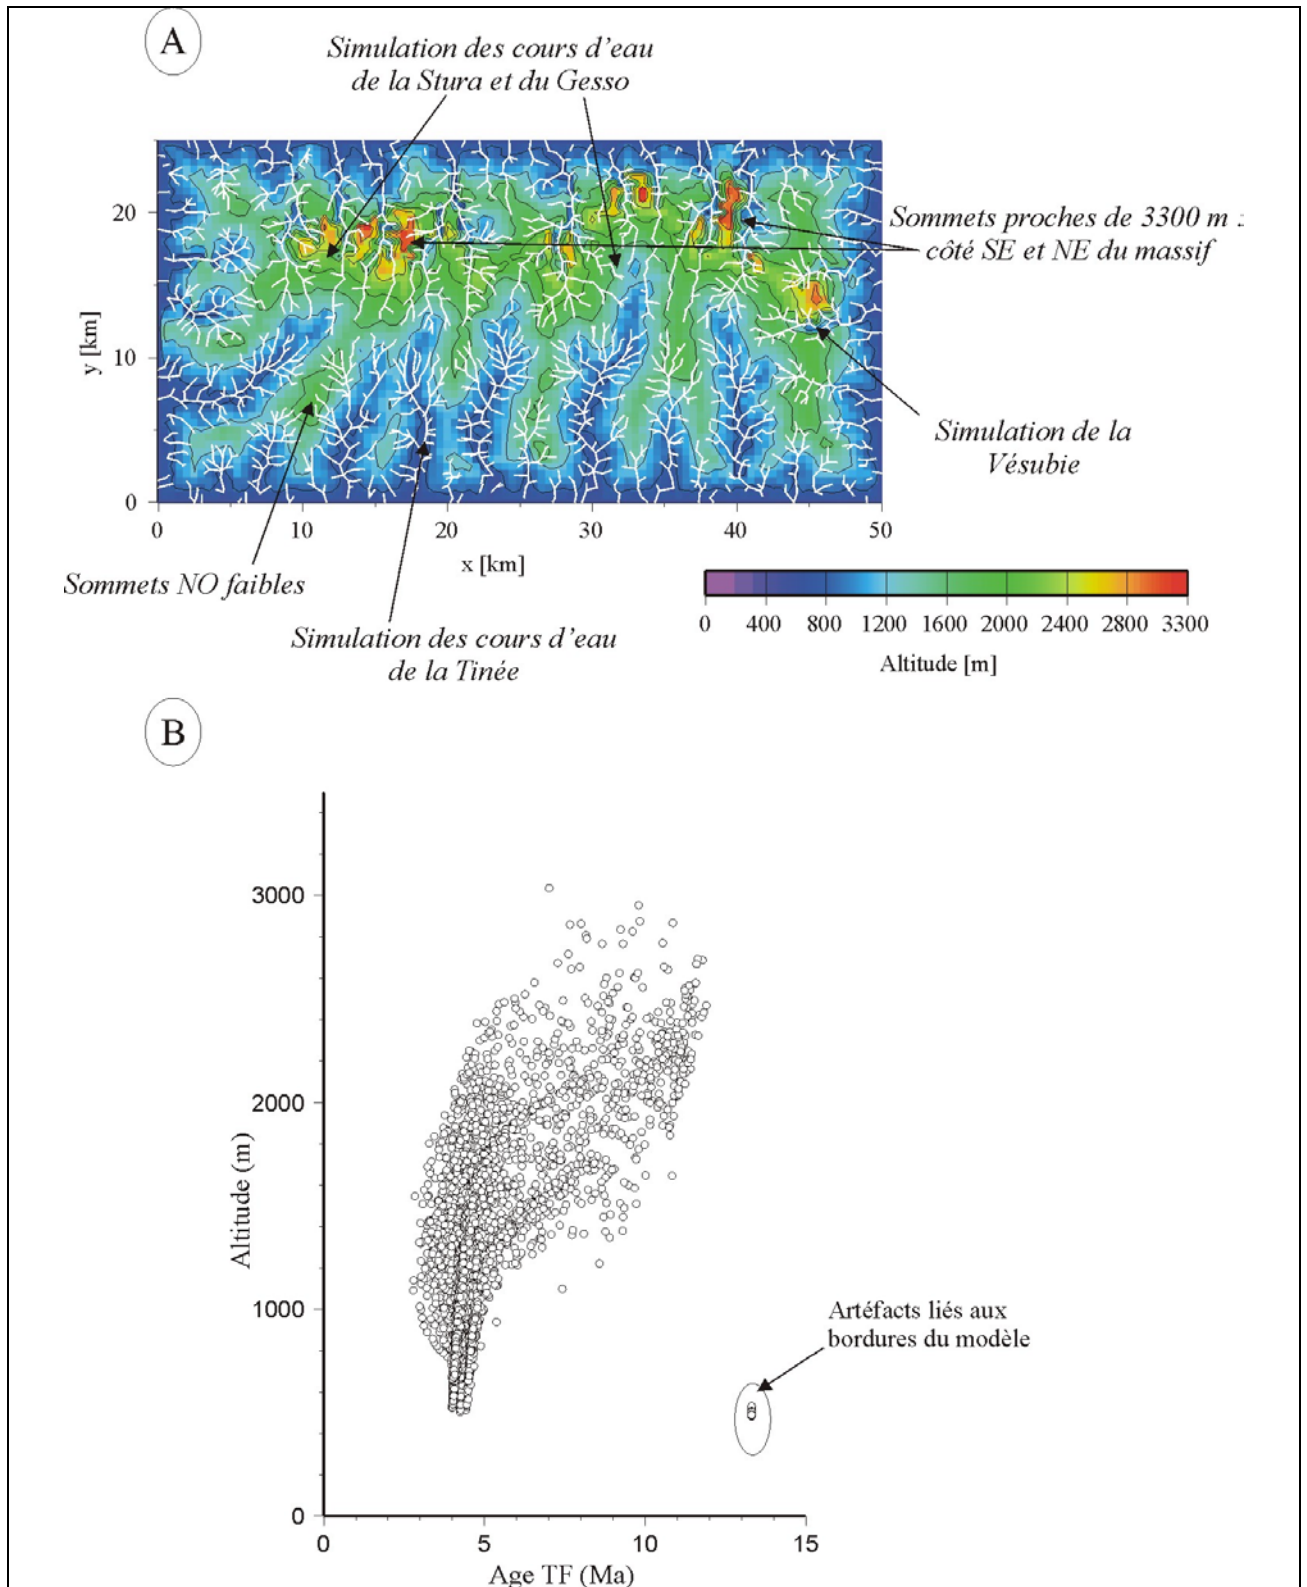 A
Simulation des cours d'eau
de la Stura et du Gesso
Sommets proches de 3300 m
côté SE et NE du massif
20
10
0
y [km]
0 10 20 30 40 50
x [km]
Simulation de la
Vésubie
Sommets NO faibles
Simulation des cours d'eau
de la Tinée
0 400 800 1200 1600 2000 2400 2800 3300
Altitude [m]
B
3000
2000
1000
0
Altitude (m)
Artéfacts liés aux
bordures du modèle
0 5 10 15
Age TF (Ma)